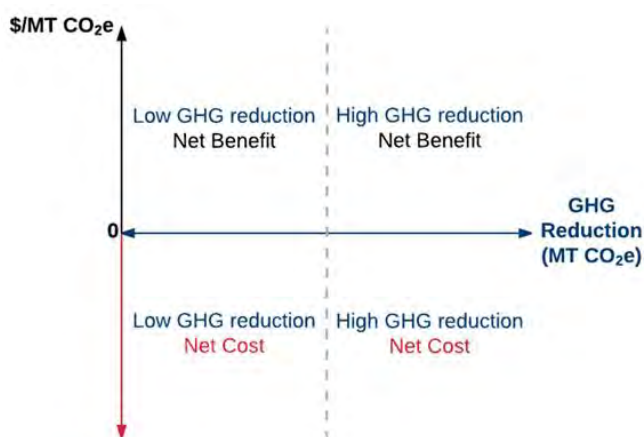 $/MT CO₂e
Low GHG reduction
Net Benefit
High GHG reduction
Net Benefit
0
GHG
Reduction
(MT CO₂e)
Low GHG reduction
Net Cost
High GHG reduction
Net Cost